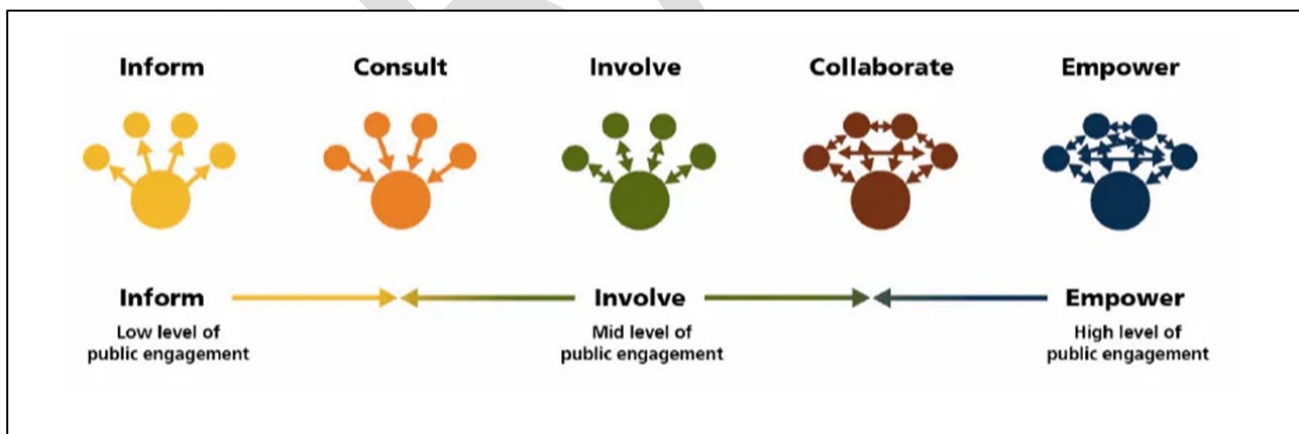 Inform Consult Involve Collaborate Empower
Inform Involve Empower
Low level of Mid level of High level of
public engagement public engagement public engagement